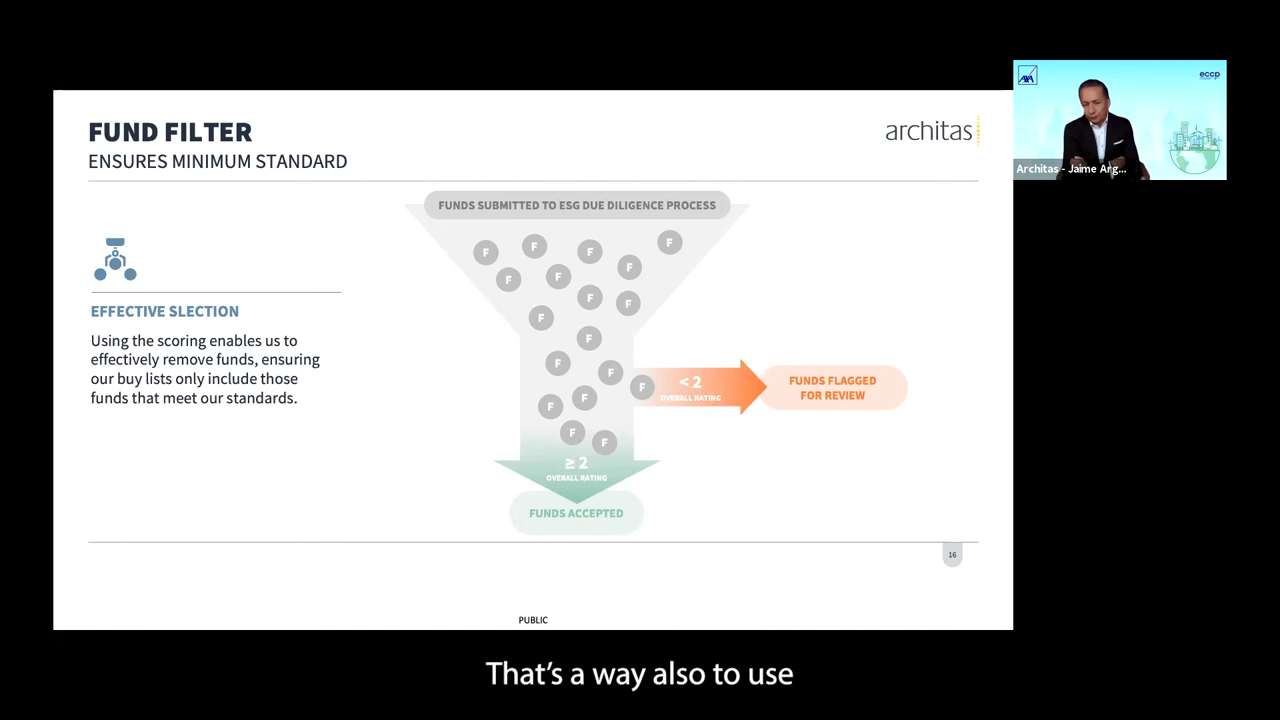 FUND FILTER
ENSURES MINIMUM STANDARD
architas
FUNDS SUBMITTED TO ESG DUE DILIGENCE PROCESS
F F F F
F F F
F F
F
F
F F
F
F F
F F
EFFECTIVE SLECTION
Using the scoring enables us to
effectively remove funds, ensuring
our buy lists only include those
funds that meet our standards.
< 2
OVERALL RATING
FUNDS FLAGGED
FOR REVIEW
≥ 2
OVERALL RATING
FUNDS ACCEPTED
16
PUBLIC
AXA
eccp
Architas - Jaime Arg...
That's a way also to use